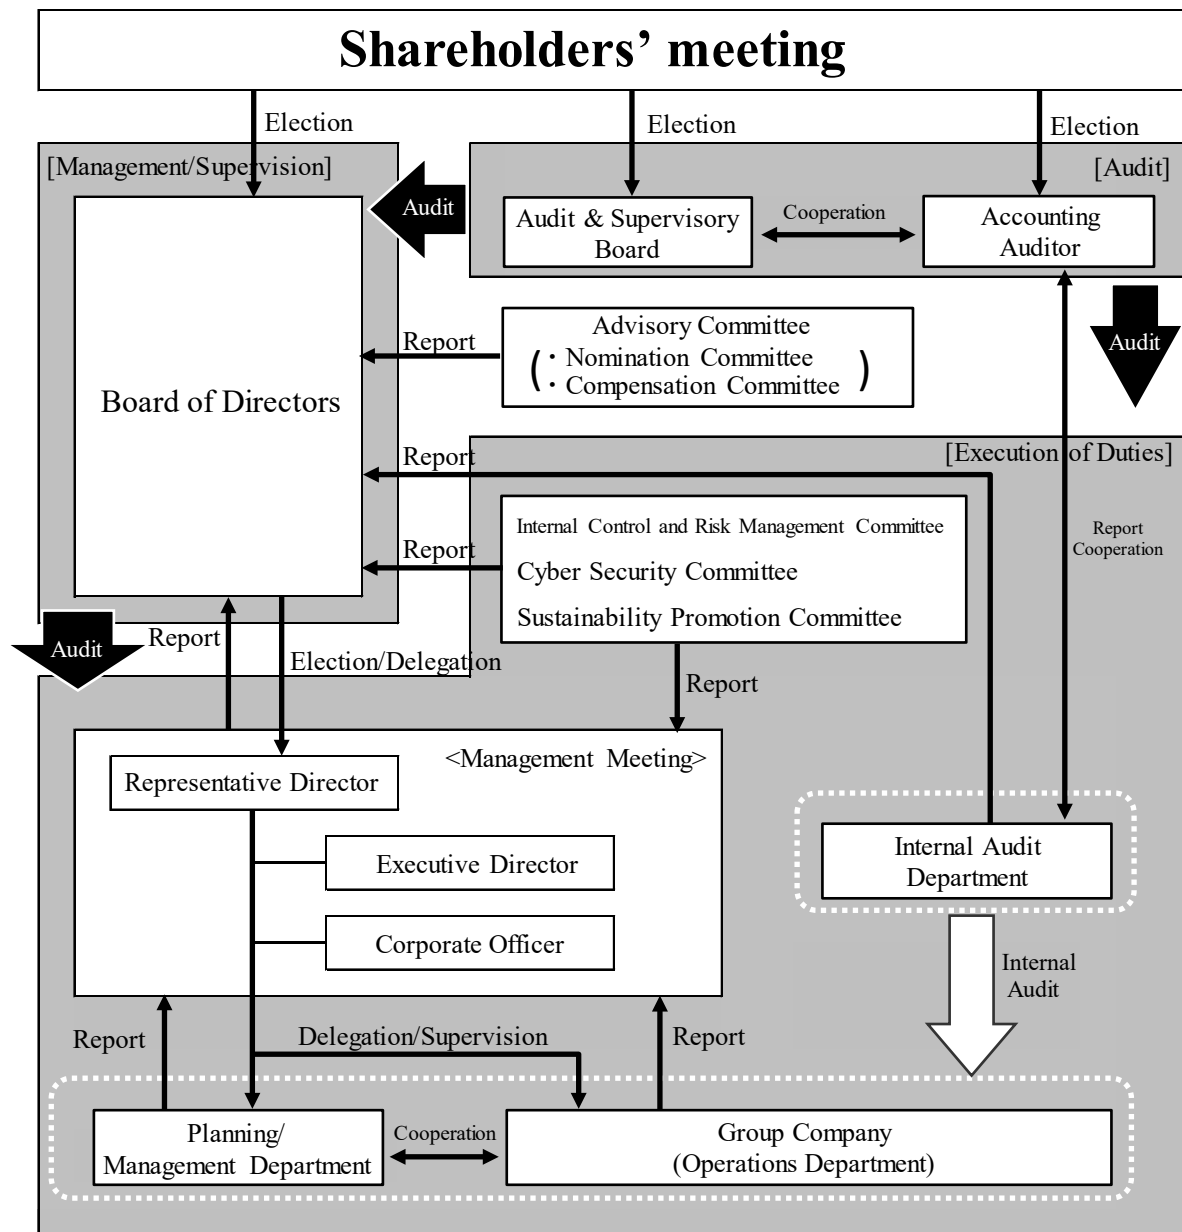 Shareholders’ meeting
Election
Election
Election
[Management/Supervision]
[Audit]
Audit
Audit & Supervisory
Board
Cooperation
Accounting
Auditor
Report
Advisory Committee
(・Nomination Committee
・Compensation Committee)
Audit
Board of Directors
Report
[Execution of Duties]
Internal Control and Risk Management Committee
Report
Cyber Security Committee
Sustainability Promotion Committee
Report
Cooperation
Audit
Report
Election/Delegation
Report
<Management Meeting>
Representative Director
Executive Director
Corporate Officer
Internal Audit
Department
Internal
Audit
Report
Delegation/Supervision
Report
Planning/
Management Department
Cooperation
Group Company
(Operations Department)